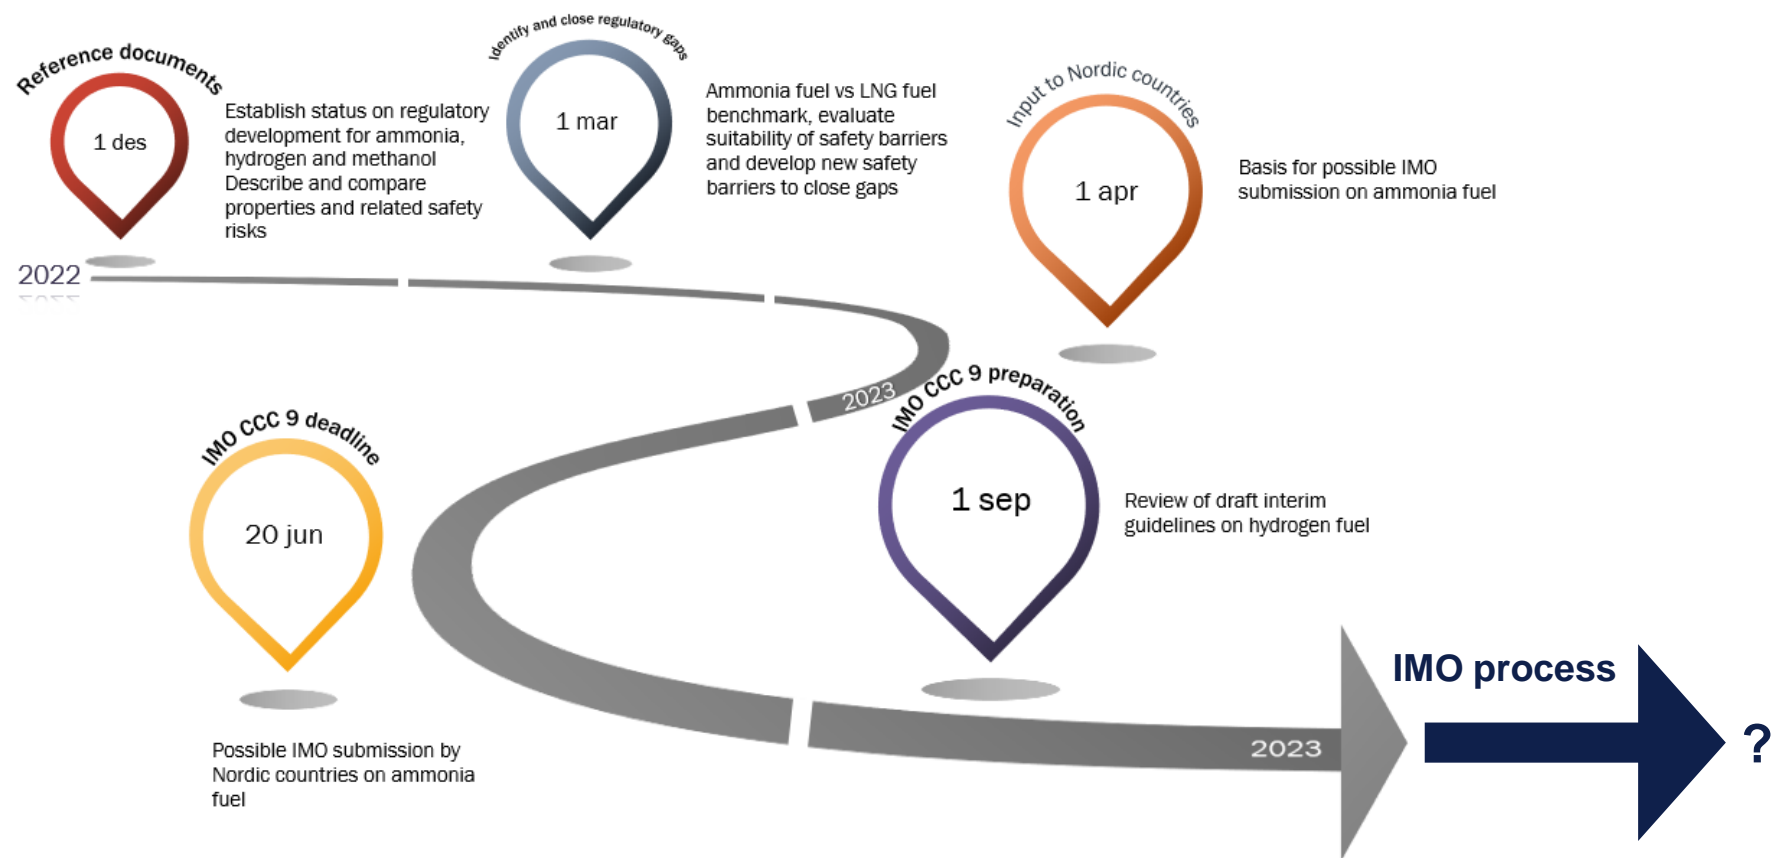 Reference documents
1 des
Establish status on regulatory
development for ammonia,
hydrogen and methanol
Describe and compare
properties and related safety
risks
Identify and close regulatory gaps
1 mar
Ammonia fuel vs LNG fuel
benchmark, evaluate
suitability of safety barriers
and develop new safety
barriers to close gaps
Input to Nordic countries
1 apr
Basis for possible IMO
submission on ammonia fuel
2022
2023
IMO CCC 9 deadline
20 jun
Possible IMO submission by
Nordic countries on ammonia
fuel
IMO CCC 9 preparation
1 sep
Review of draft interim
guidelines on hydrogen fuel
2023
IMO process
?